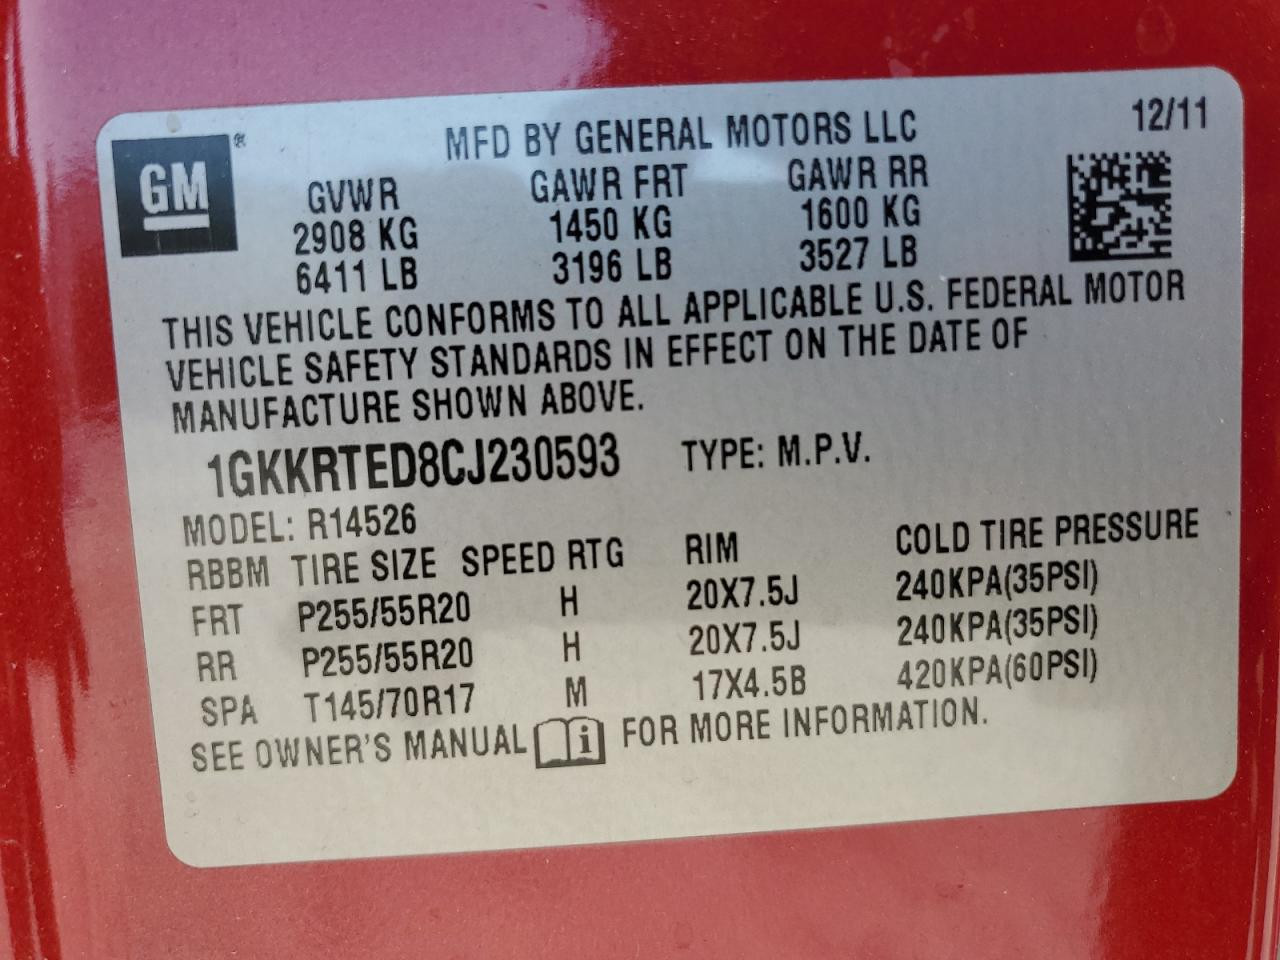 GM®
MFD BY GENERAL MOTORS LLC 12/11
GVWR GAWR FRT GAWR RR
2908 KG 1450 KG 1600 KG
6411 LB 3196 LB 3527 LB
THIS VEHICLE CONFORMS TO ALL APPLICABLE U.S. FEDERAL MOTOR
VEHICLE SAFETY STANDARDS IN EFFECT ON THE DATE OF
MANUFACTURE SHOWN ABOVE.
1GKKRTED8CJ230593 TYPE: M.P.V.
MODEL: R14526
RBBM TIRE SIZE SPEED RTG RIM COLD TIRE PRESSURE
FRT P255/55R20 H 20X7.5J 240KPA(35PSI)
RR P255/55R20 H 20X7.5J 240KPA(35PSI)
SPA T145/70R17 M 17X4.5B 420KPA(60PSI)
SEE OWNER'S MANUAL i FOR MORE INFORMATION.